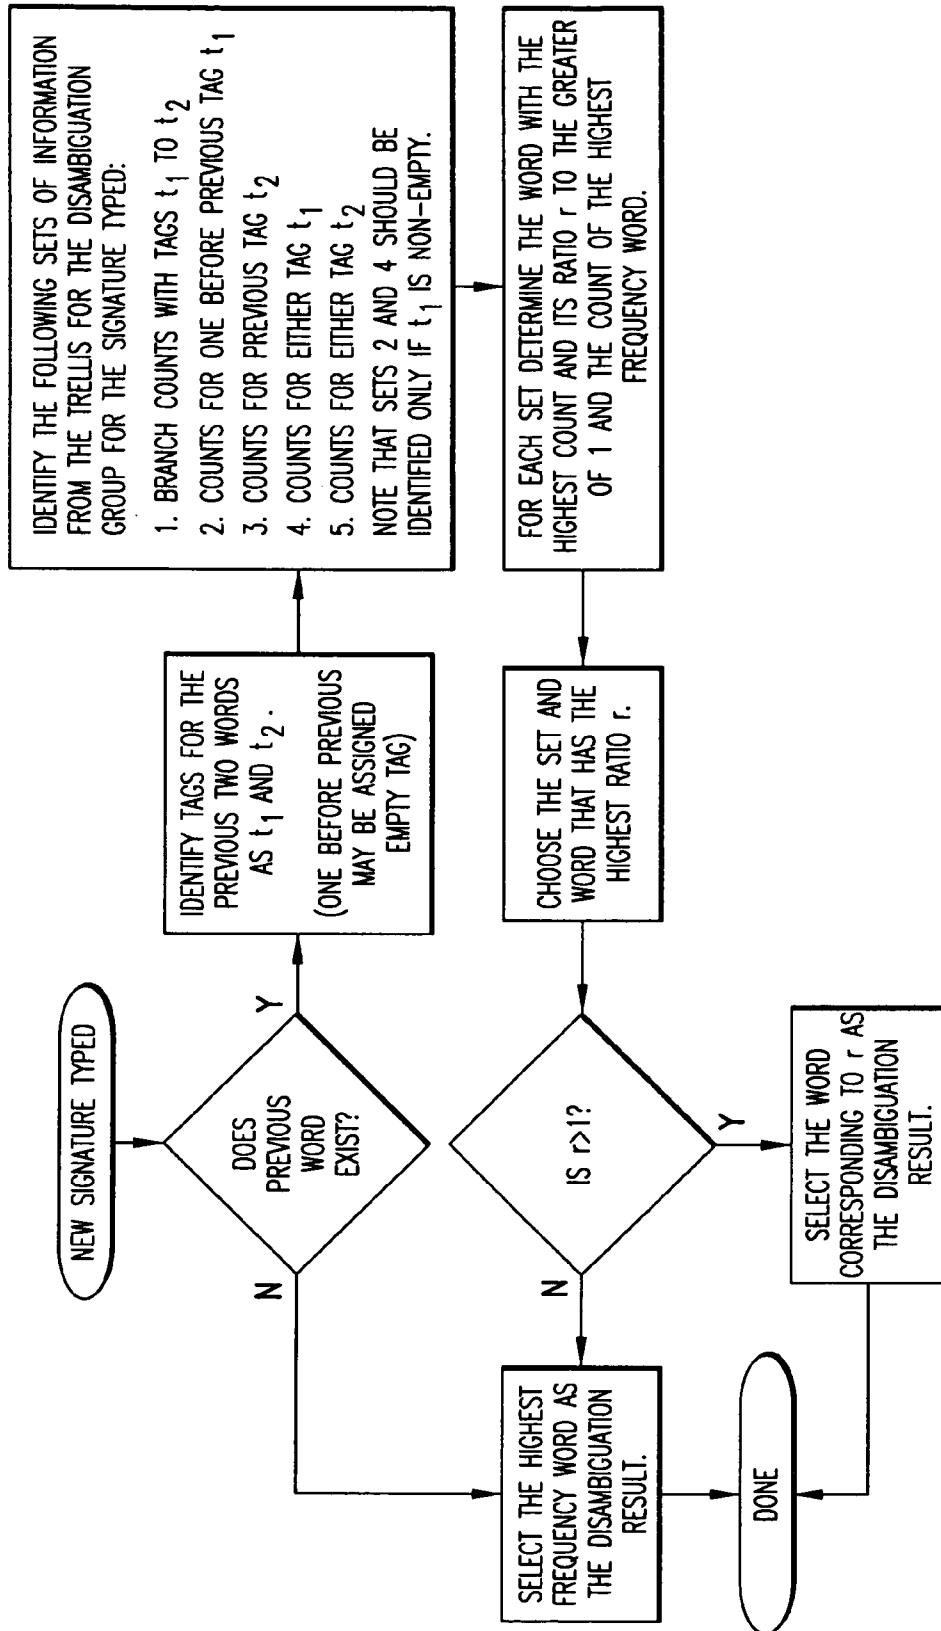 NEW SIGNATURE TYPED
DOES
PREVIOUS
WORD
EXIST?
Y
N
IDENTIFY TAGS FOR THE
PREVIOUS TWO WORDS
AS t1 AND t2.
(ONE BEFORE PREVIOUS
MAY BE ASSIGNED
EMPTY TAG)
IDENTIFY THE FOLLOWING SETS OF INFORMATION
FROM THE TRELLIS FOR THE DISAMBIGUATION
GROUP FOR THE SIGNATURE TYPED:
1. BRANCH COUNTS WITH TAGS t1 TO t2
2. COUNTS FOR ONE BEFORE PREVIOUS TAG t1
3. COUNTS FOR PREVIOUS TAG t2
4. COUNTS FOR EITHER TAG t1
5. COUNTS FOR EITHER TAG t2
NOTE THAT SETS 2 AND 4 SHOULD BE
IDENTIFIED ONLY IF t1 IS NON-EMPTY.
FOR EACH SET DETERMINE THE WORD WITH THE
HIGHEST COUNT AND ITS RATIO r TO THE GREATER
OF 1 AND THE COUNT OF THE HIGHEST
FREQUENCY WORD.
CHOOSE THE SET AND
WORD THAT HAS THE
HIGHEST RATIO r.
IS r>1?
N
Y
SELECT THE HIGHEST
FREQUENCY WORD AS
THE DISAMBIGUATION
RESULT.
SELECT THE WORD
CORRESPONDING TO r AS
THE DISAMBIGUATION
RESULT.
DONE